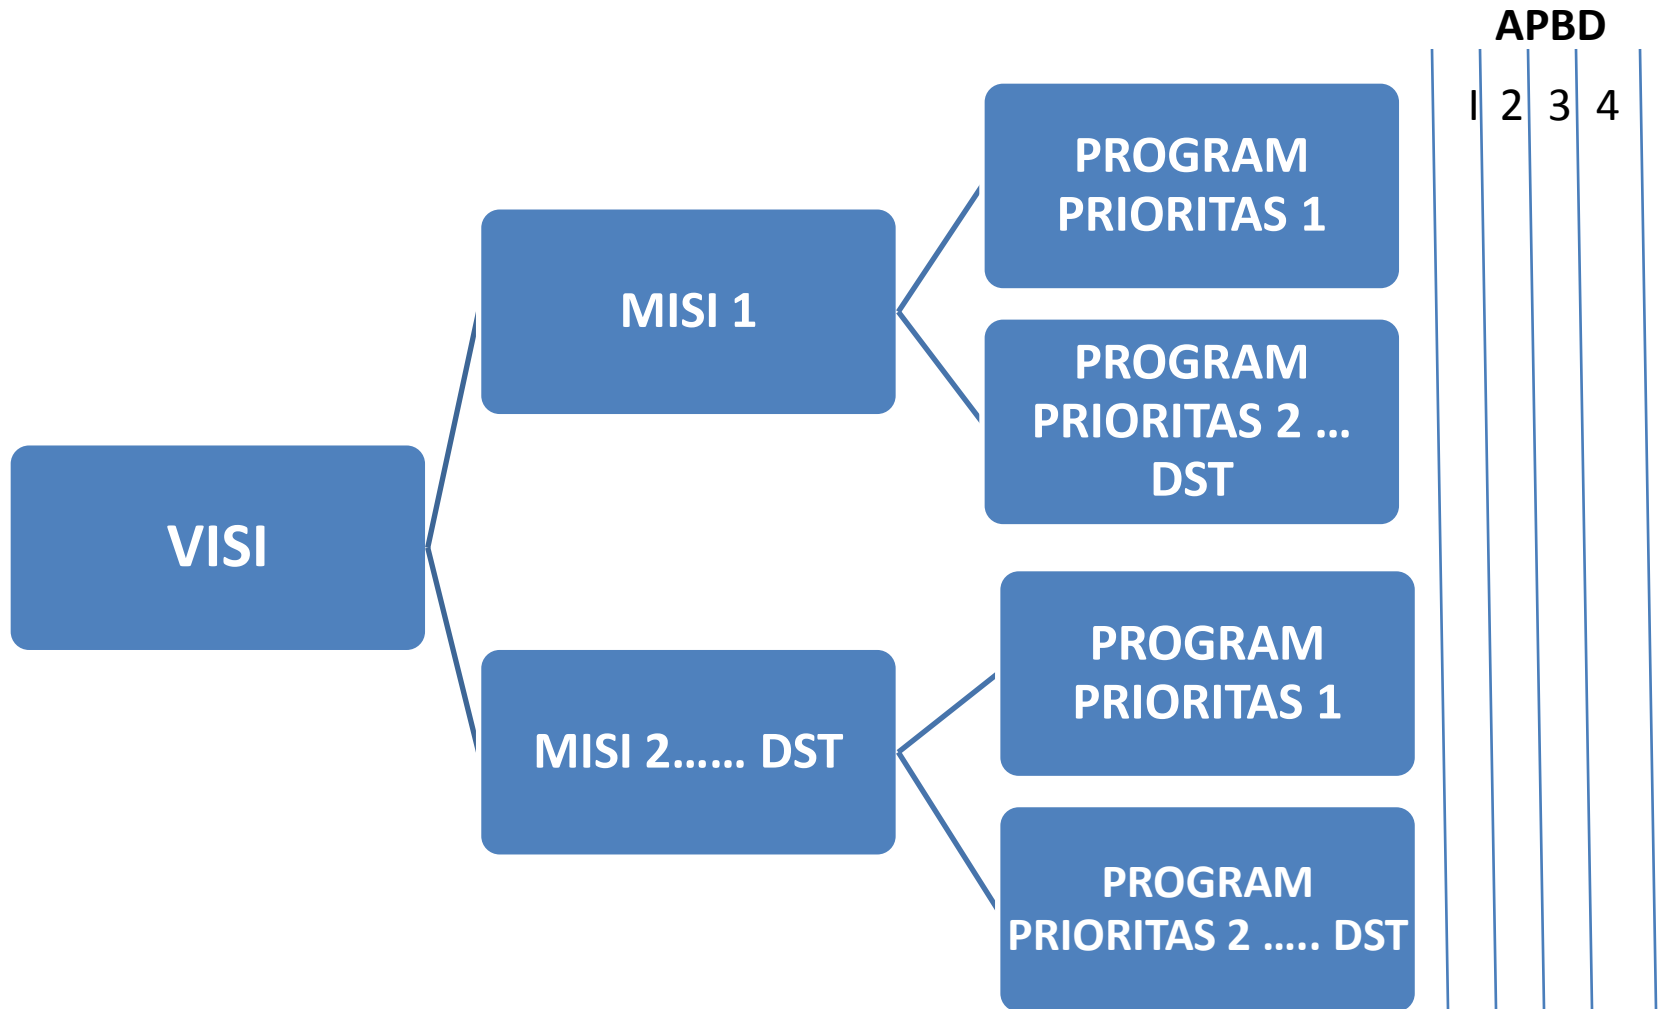 APBD
I 2 3 4
PROGRAM
PRIORITAS 1
MISI 1
PROGRAM
PRIORITAS 2 ...
DST
VISI
PROGRAM
PRIORITAS 1
MISI 2...... DST
PROGRAM
PRIORITAS 2 ..... DST